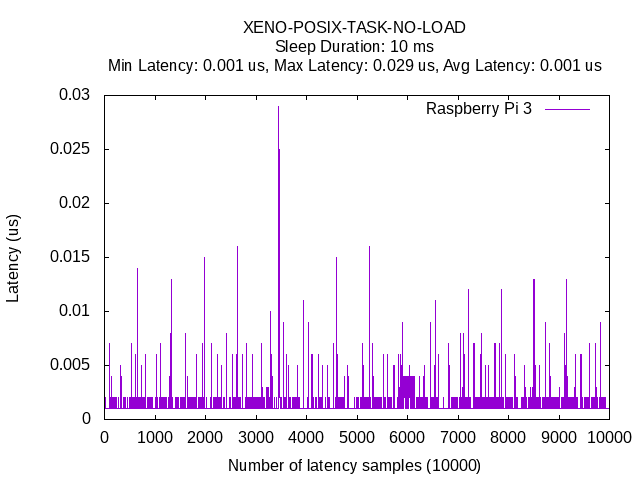 XENO-POSIX-TASK-NO-LOAD
Sleep Duration: 10 ms
Min Latency: 0.001 us, Max Latency: 0.029 us, Avg Latency: 0.001 us
Raspberry Pi 3
Latency (us)
0.03
0.025
0.02
0.015
0.01
0.005
0
0 1000 2000 3000 4000 5000 6000 7000 8000 9000 10000
Number of latency samples (10000)